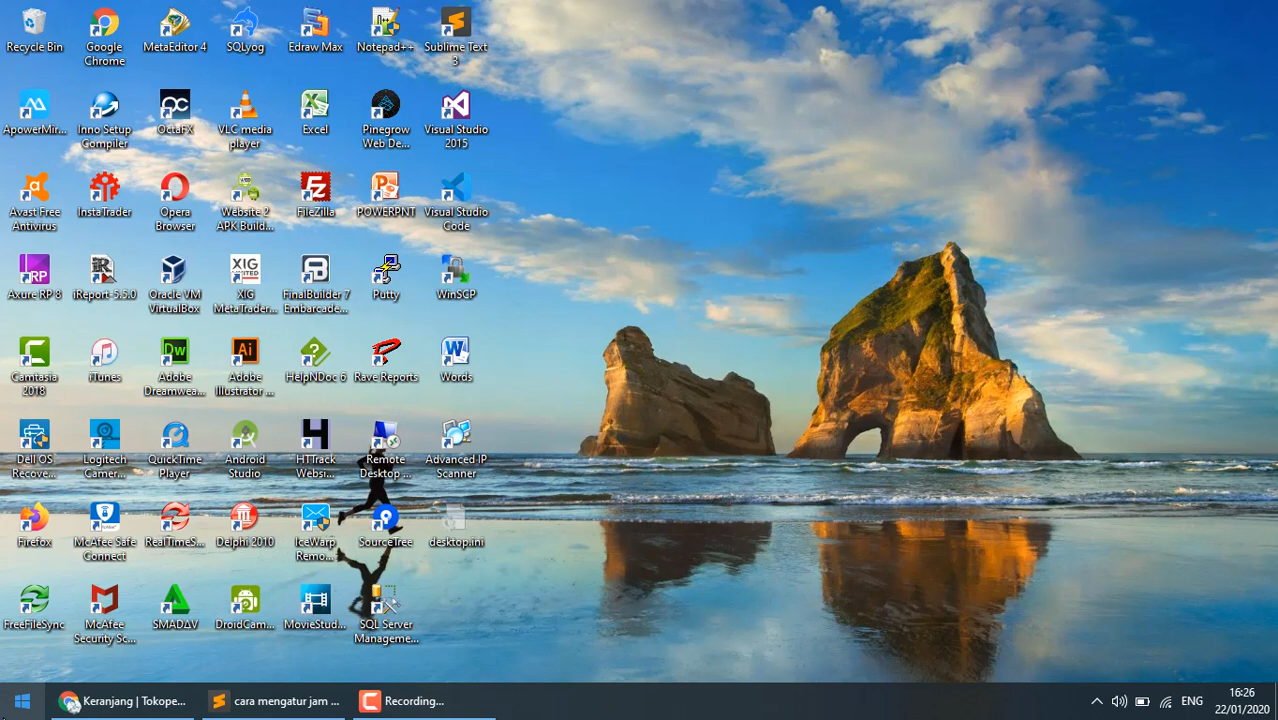 Recycle Bin
Google
Chrome
MetaEditor 4
SQLyog
Edraw Max
Notepad++
Sublime Text
3
ApowerMir...
Inno Setup
Compiler
OctaFX
VLC media
player
Excel
Pinegrow
Web De...
Visual Studio
2015
Avast Free
Antivirus
InstaTrader
Opera
Browser
Website 2
APK Build...
FileZilla
POWERPNT
Visual Studio
Code
Axure RP 8
iReport-5.5.0
Oracle VM
VirtualBox
XIG
MetaTrader...
FinalBuilder 7
Embarcade...
Putty
WinSCP
Camtasia
2018
iTunes
Adobe
Dreamwea...
Adobe
Illustrator ...
HelpNDoc 6
Rave Reports
Words
Dell OS
Recove...
Logitech
Camer...
QuickTime
Player
Android
Studio
HTTrack
Websi...
Remote
Desktop ...
Advanced IP
Scanner
Firefox
McAfee Safe
Connect
RealTimeS...
Delphi 2010
IceWarp
Remo...
SourceTree
desktop.ini
FreeFileSync
McAfee
Security Sc...
SMADAV
DroidCam...
MovieStud...
SQL Server
Manageme...
Keranjang | Tokope...
cara mengatur jam ...
Recording...
ENG
16:26
22/01/2020